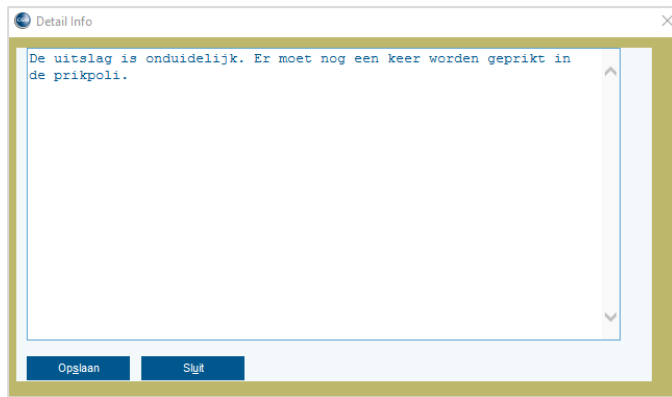 Detail Info
De uitslag is onduidelijk. Er moet nog een keer worden geprikt in
de prikpoli.
Opslaan
Sluit